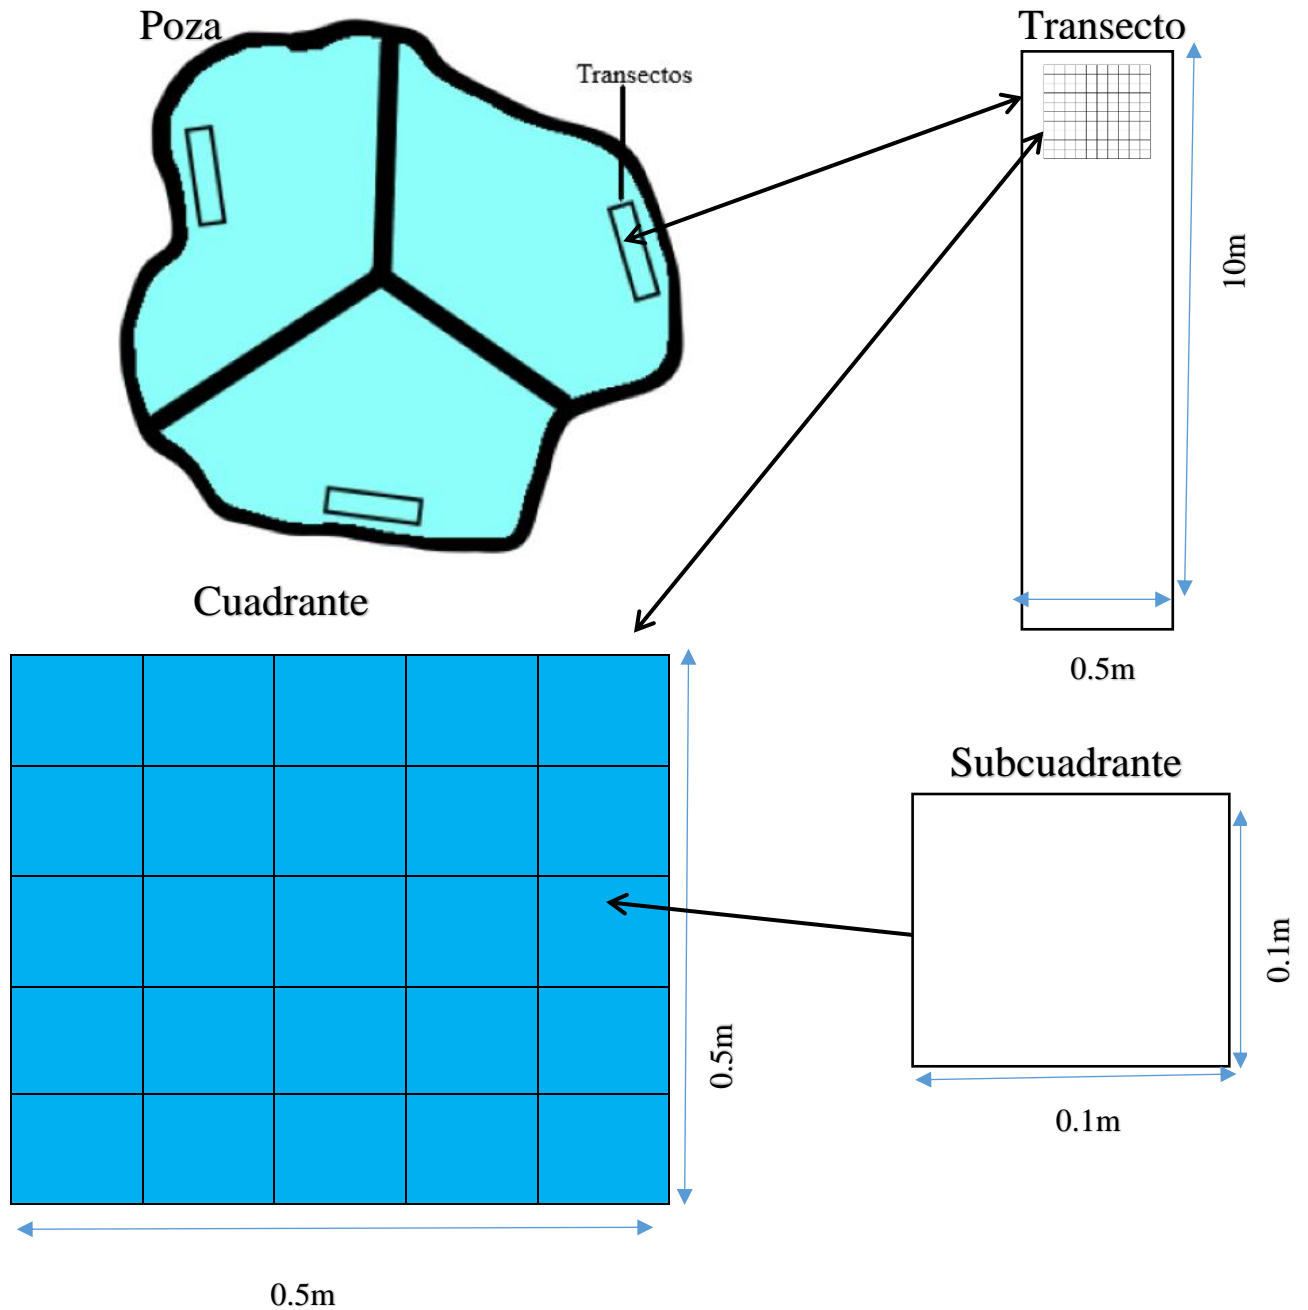 Poza
Transecto
Transectos
10m
0.5m
Cuadrante
Subcuadrante
0.1m
0.1m
0.5m
0.5m